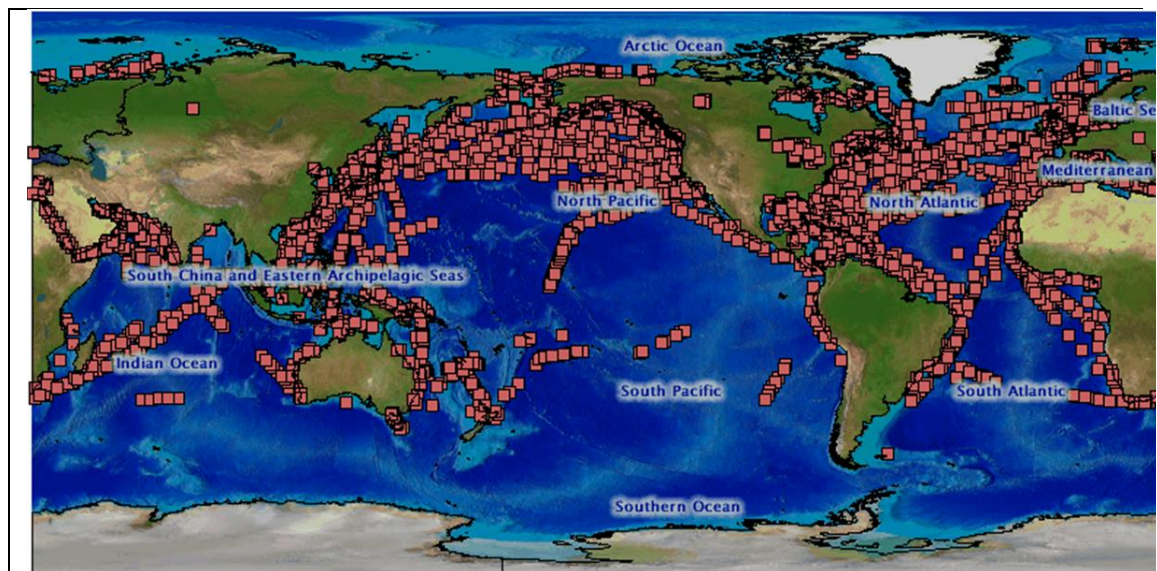 Arctic Ocean
Baltic Se
Mediterranean
North Pacific
North Atlantic
South China and Eastern Archipelagic Seas
Indian Ocean
South Pacific
South Atlantic
Southern Ocean